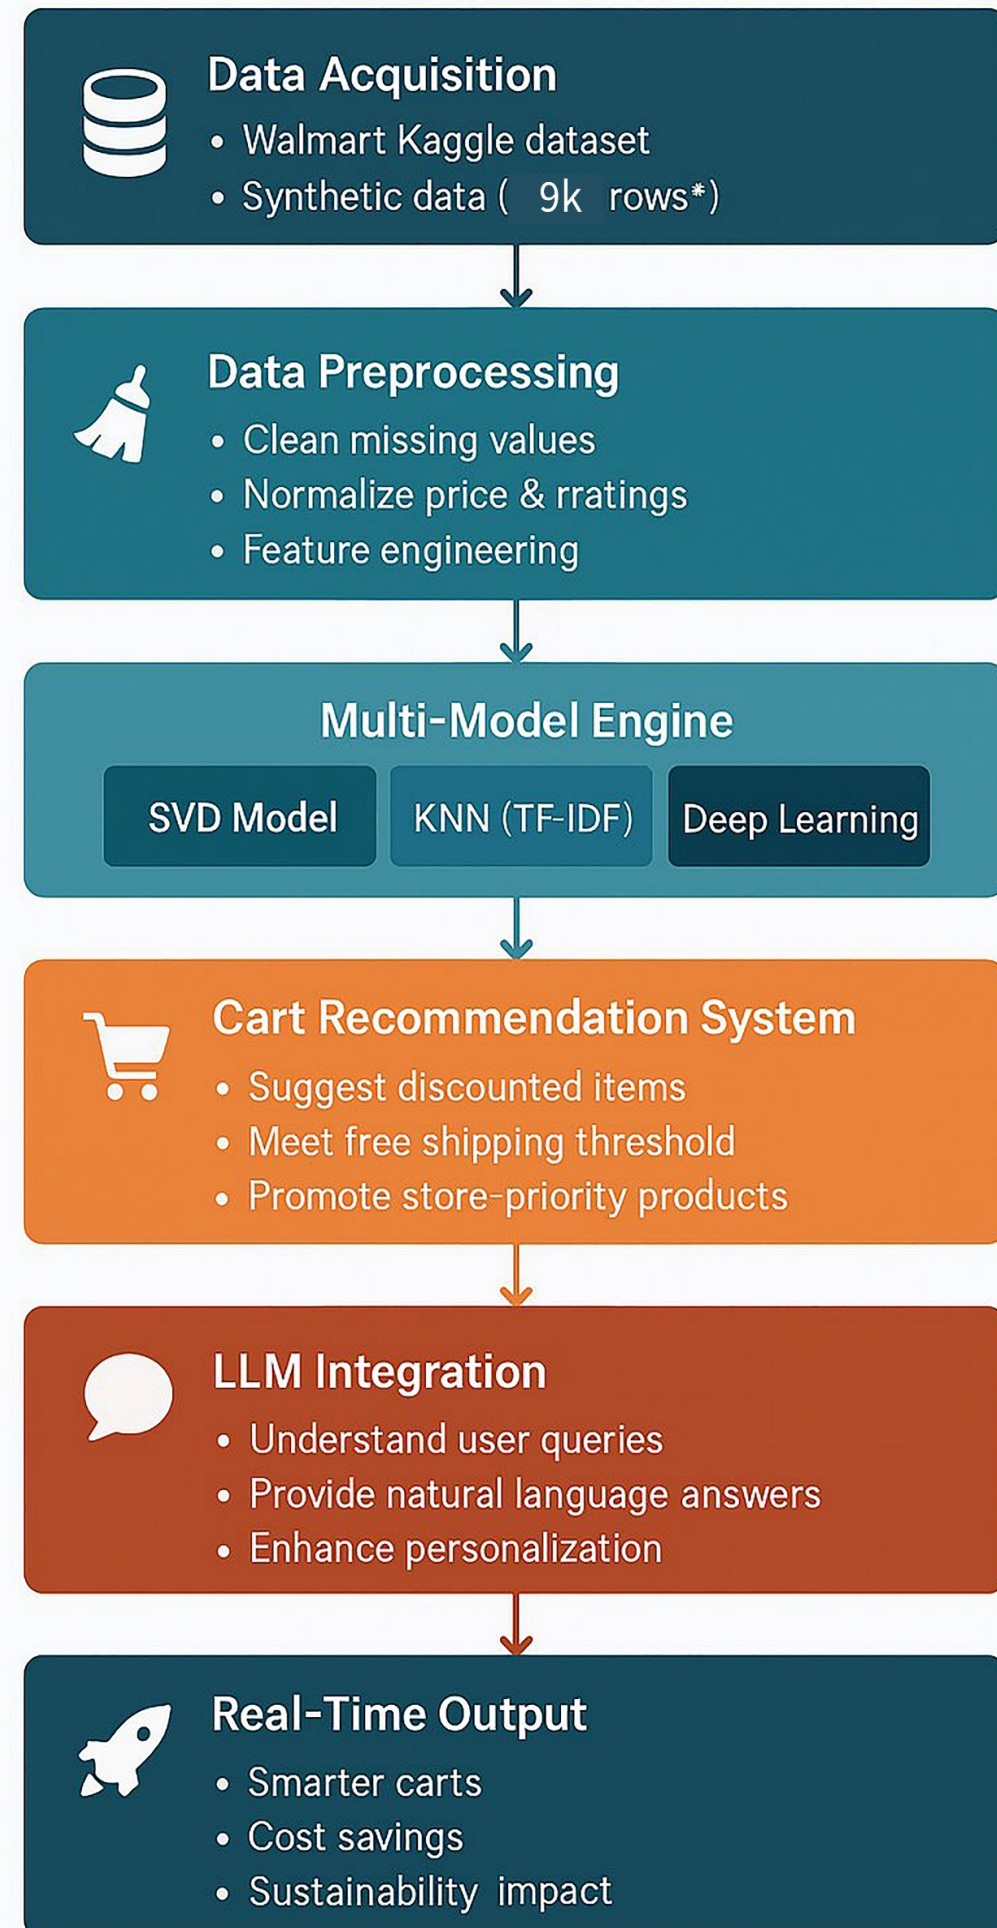 Data Acquisition
• Walmart Kaggle dataset
• Synthetic data ( 9k rows*)
Data Preprocessing
• Clean missing values
• Normalize price & rratings
• Feature engineering
Multi-Model Engine
SVD Model
KNN (TF-IDF)
Deep Learning
Cart Recommendation System
• Suggest discounted items
• Meet free shipping threshold
• Promote store-priority products
LLM Integration
• Understand user queries
• Provide natural language answers
• Enhance personalization
Real-Time Output
• Smarter carts
• Cost savings
• Sustainability impact